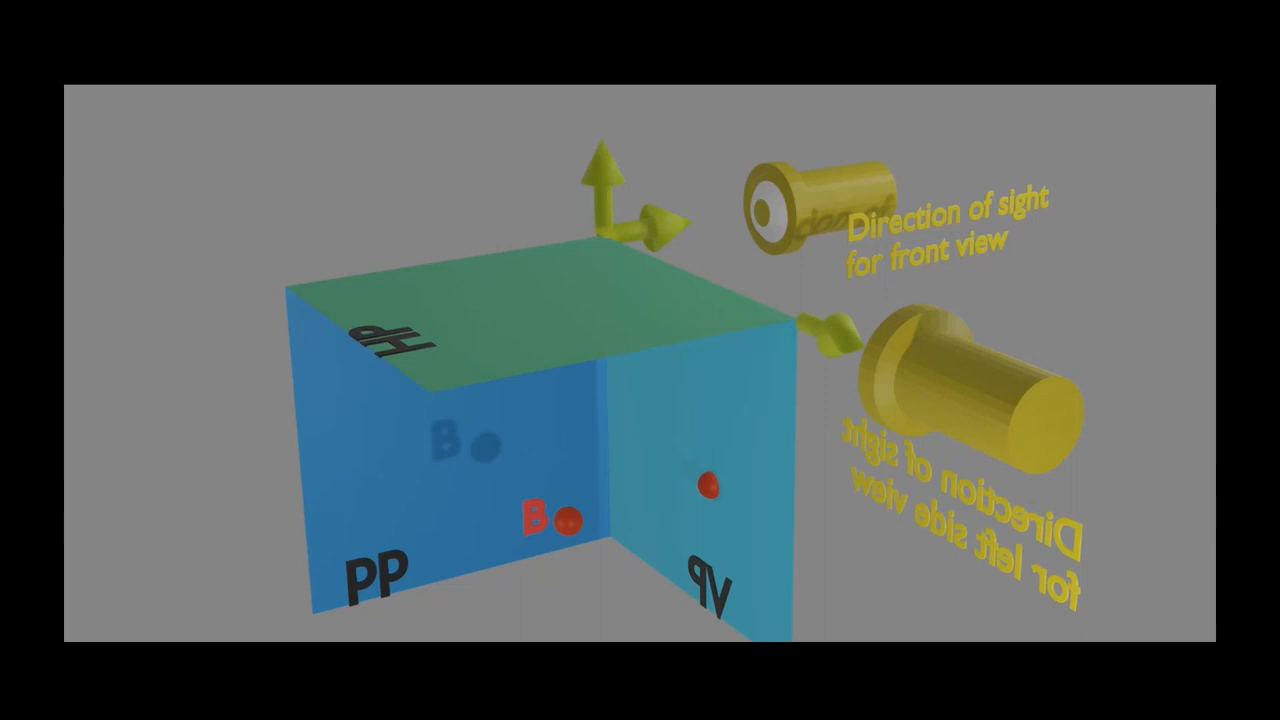 Direction of sight
for front view
HP
Direction of sight
for left side view
B
B
PP
VP